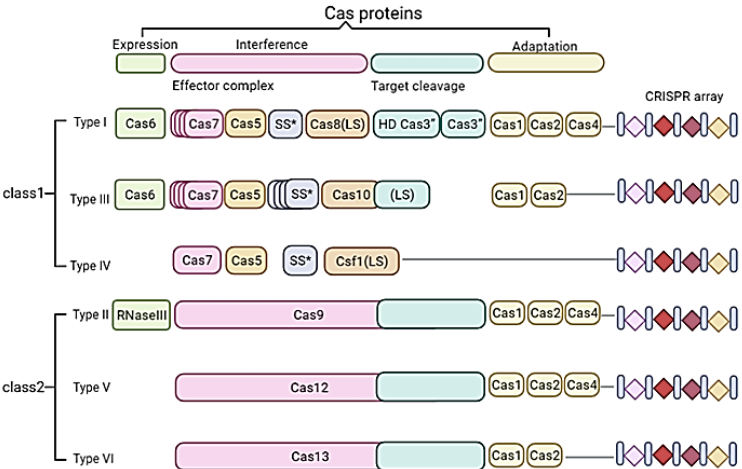 Cas proteins
Expression Interference Adaptation
Effector complex Target cleavage
CRISPR array
class1
Type I Cas6 Cas7 Cas5 SS* Cas8(LS) HD Cas3" Cas3" Cas1 Cas2 Cas4
Type III Cas6 Cas7 Cas5 SS* Cas10 (LS) Cas1 Cas2
Type IV Cas7 Cas5 SS* Csf1(LS)
class2
Type II RNaseIII Cas9 Cas1 Cas2 Cas4
Type V Cas12 Cas1 Cas2 Cas4
Type VI Cas13 Cas1 Cas2